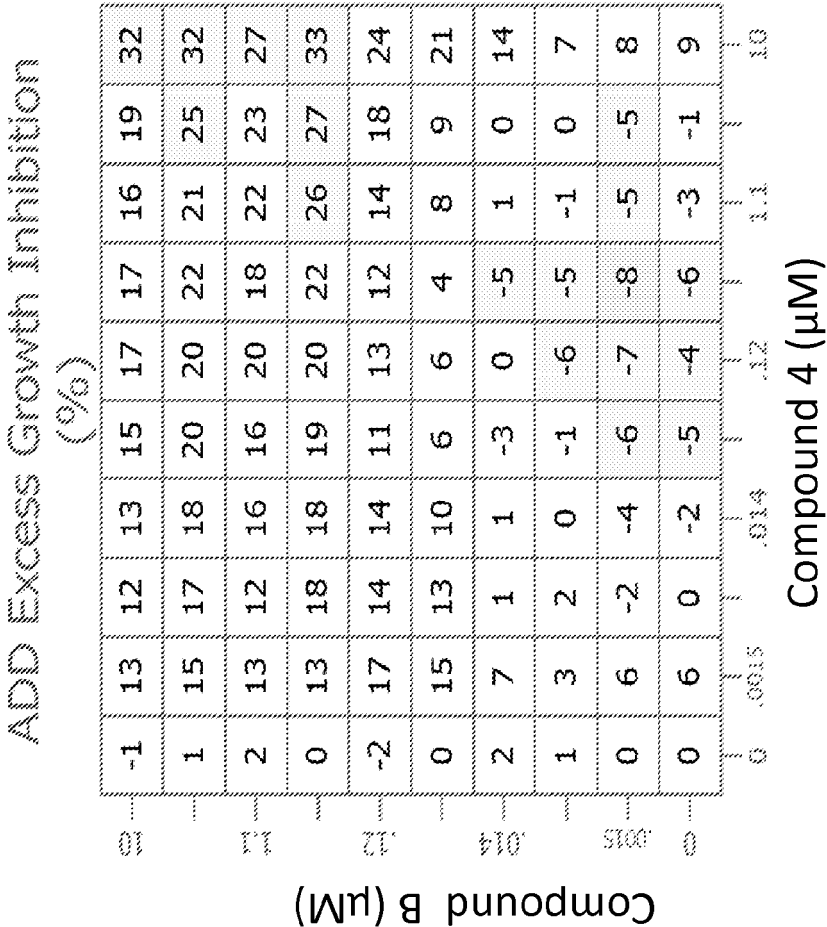 ADD Excess Growth Inhibition
(%)
10 -1 13 12 13 15 17 17 16 19 32
1 15 17 18 20 20 22 21 25 32
1.1 2 13 12 16 16 20 18 22 23 27
0 13 18 18 19 20 22 26 27 33
.12 -2 17 14 14 11 13 12 14 18 24
0 15 13 10 6 6 4 8 9 21
.014 2 7 1 1 -3 0 -5 1 0 14
1 3 2 0 -1 -6 -5 -1 0 7
.0015 0 6 -2 -4 -6 -7 -8 -5 -5 8
0 0 6 0 -2 -5 -4 -6 -3 -1 9
0 .0015 .014 .12 1.1 10
Compound 4 (µM)
Compound B (µM)